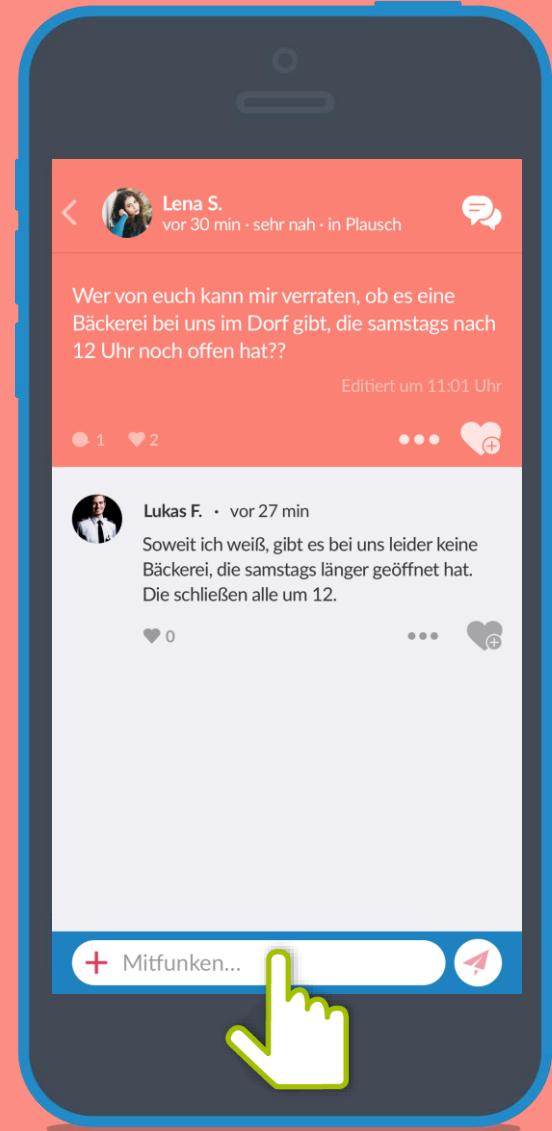 Lena S.
vor 30 min · sehr nah · in Plausch
Wer von euch kann mir verraten, ob es eine
Bäckerei bei uns im Dorf gibt, die samstags nach
12 Uhr noch offen hat??
Editiert um 11:01 Uhr
1 2
Lukas F. · vor 27 min
Soweit ich weiß, gibt es bei uns leider keine
Bäckerei, die samstags länger geöffnet hat.
Die schließen alle um 12.
0
Mitfunken...